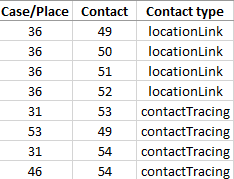 Case/Place Contact Contact type
36 49 locationLink
36 50 locationLink
36 51 locationLink
36 52 locationLink
31 53 contactTracing
53 49 contactTracing
31 54 contactTracing
46 54 contactTracing